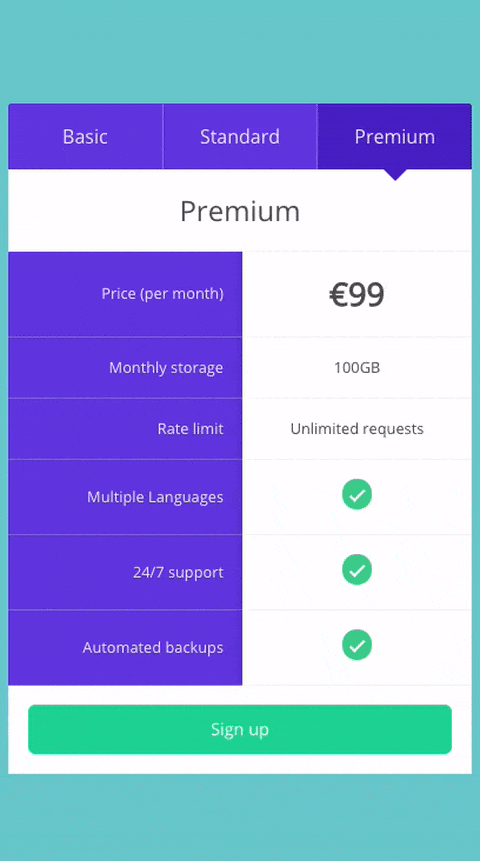 Basic Standard Premium
Premium
Price (per month) €99
Monthly storage 100GB
Rate limit Unlimited requests
Multiple Languages
24/7 support
Automated backups
Sign up